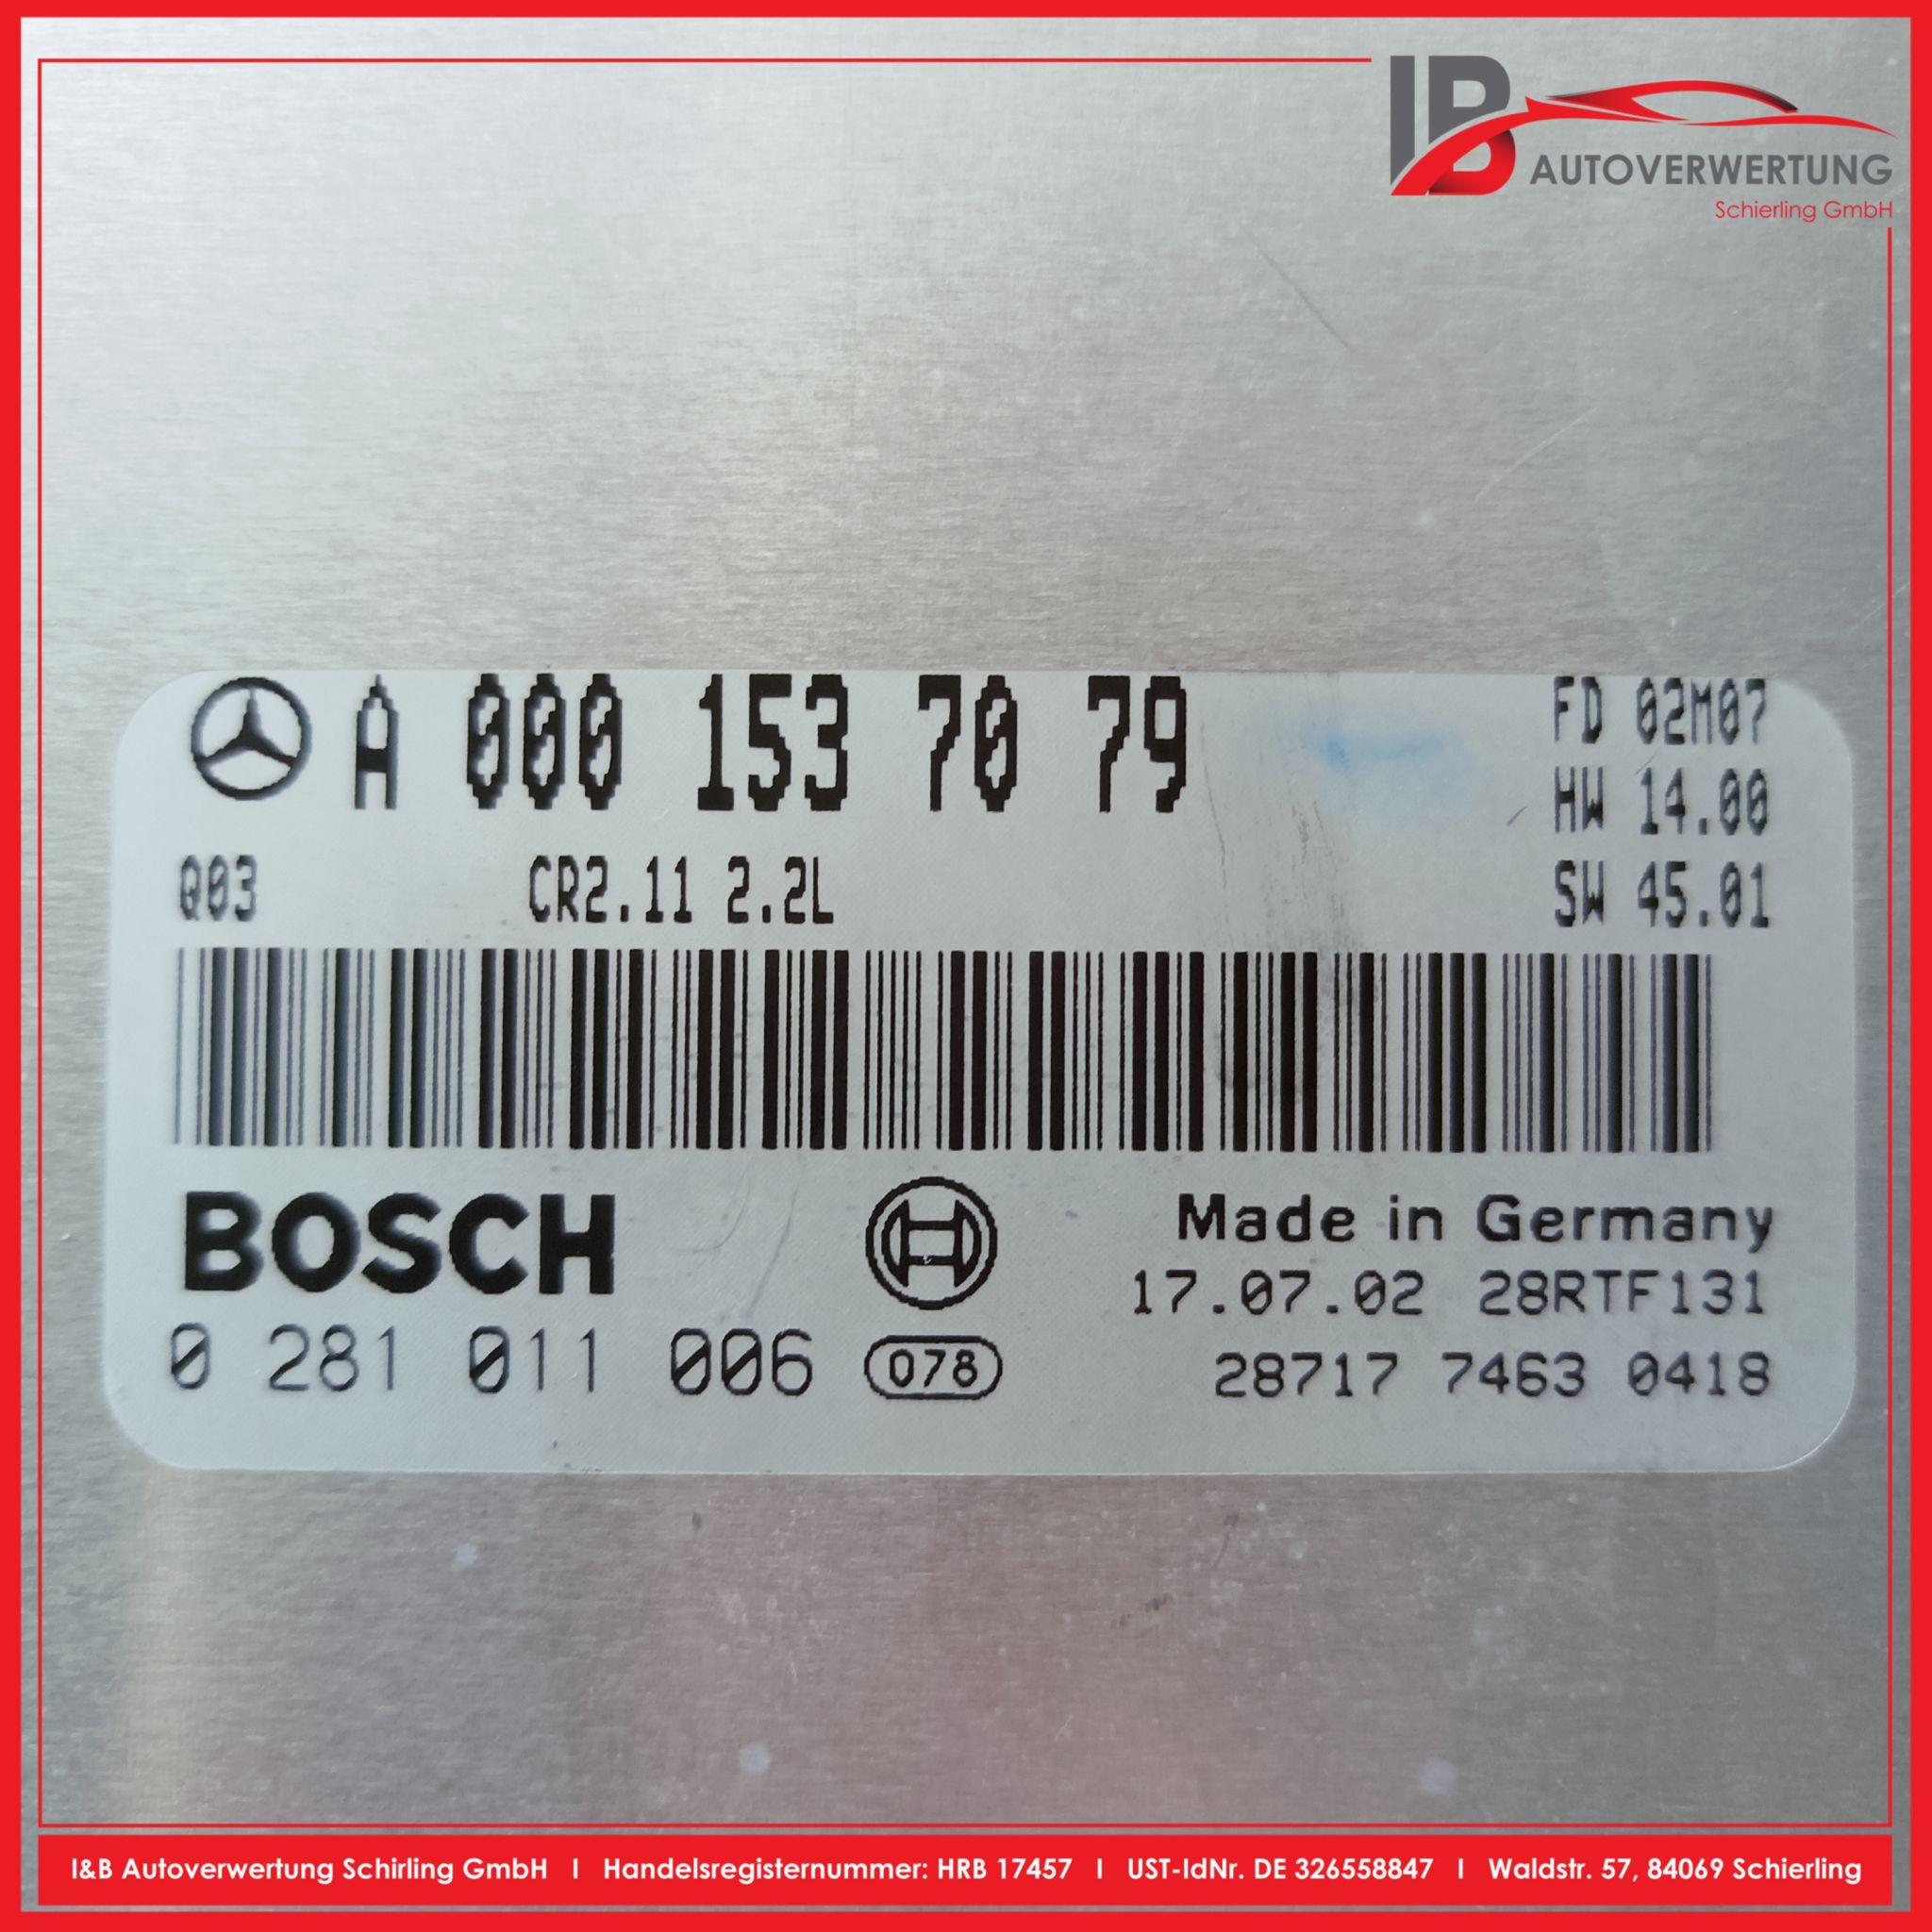 IB AUTOVERWERTUNG
Schierling GmbH
A 000 153 70 79
FD 02M07
HW 14.00
Q03 CR2.11 2.2L
SW 45.01
BOSCH
Made in Germany
17.07.02 28RTF131
0 281 011 006 078
28717 7463 0418
I&B Autoverwertung Schirling GmbH I Handelsregisternummer: HRB 17457 I UST-IdNr. DE 326558847 I Waldstr. 57, 84069 Schierling